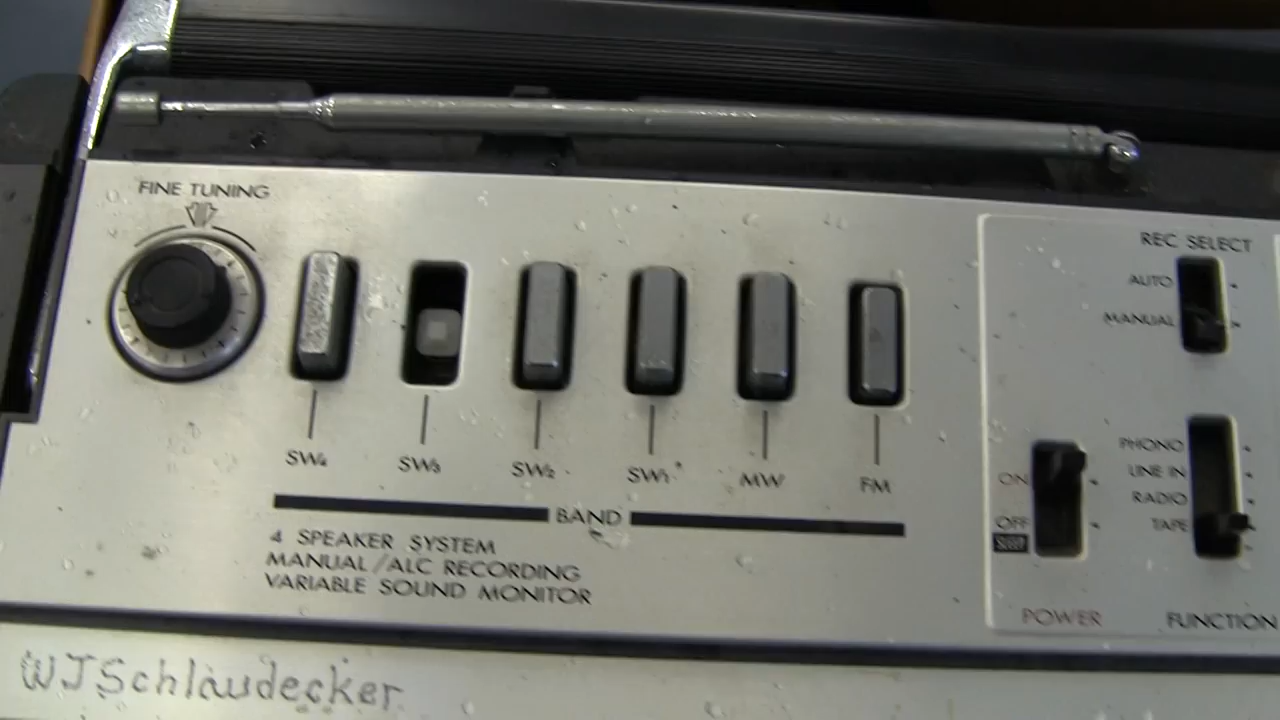 FINE TUNING
SW4
SW3
SW2
SW1
MW
FM
BAND
4 SPEAKER SYSTEM
MANUAL/ALC RECORDING
VARIABLE SOUND MONITOR
REC SELECT
AUTO
MANUAL
ON
OFF
SLEEP
POWER
PHONO
LINE IN
RADIO
TAPE
FUNCTION
WJSchlaudecker